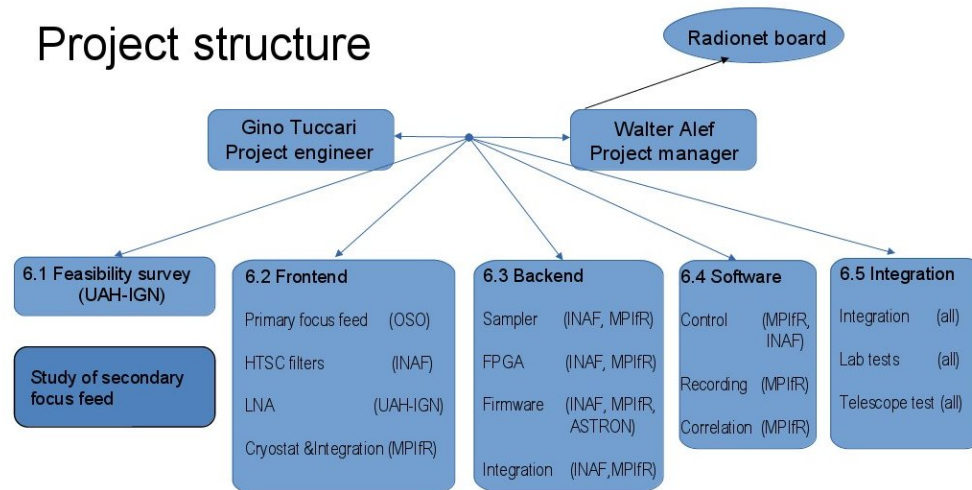 Project structure
Radionet board
Gino Tuccari
Project engineer
Walter Alef
Project manager
6.1 Feasibility survey
(UAH-IGN)
Study of secondary
focus feed
6.2 Frontend
Primary focus feed (OSO)
HTSC filters (INAF)
LNA (UAH-IGN)
Cryostat &Integration (MPIfR)
6.3 Backend
Sampler (INAF, MPIfR)
FPGA (INAF, MPIfR)
Firmware (INAF, MPIfR,
ASTRON)
Integration (INAF,MPIfR)
6.4 Software
Control (MPIfR,
INAF)
Recording (MPIfR)
Correlation (MPIfR)
6.5 Integration
Integration (all)
Lab tests (all)
Telescope test (all)